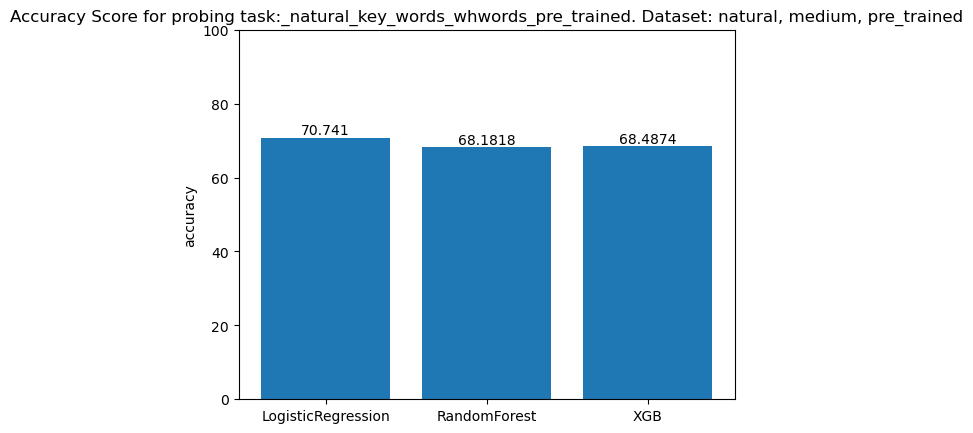 Accuracy Score for probing task:_natural_key_words_whwords_pre_trained. Dataset: natural, medium, pre_trained
100
80
60
40
20
0
accuracy
70.741
68.1818
68.4874
LogisticRegression
RandomForest
XGB